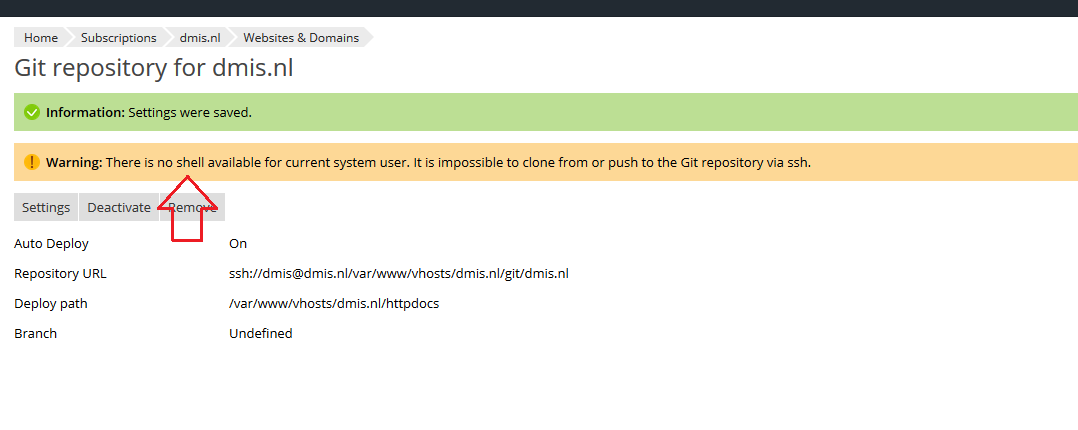 Home Subscriptions dmis.nl Websites & Domains
Git repository for dmis.nl
Information: Settings were saved.
Warning: There is no shell available for current system user. It is impossible to clone from or push to the Git repository via ssh.
Settings Deactivate Remove
Auto Deploy On
Repository URL ssh://dmis@dmis.nl/var/www/vhosts/dmis.nl/git/dmis.nl
Deploy path /var/www/vhosts/dmis.nl/httpdocs
Branch Undefined